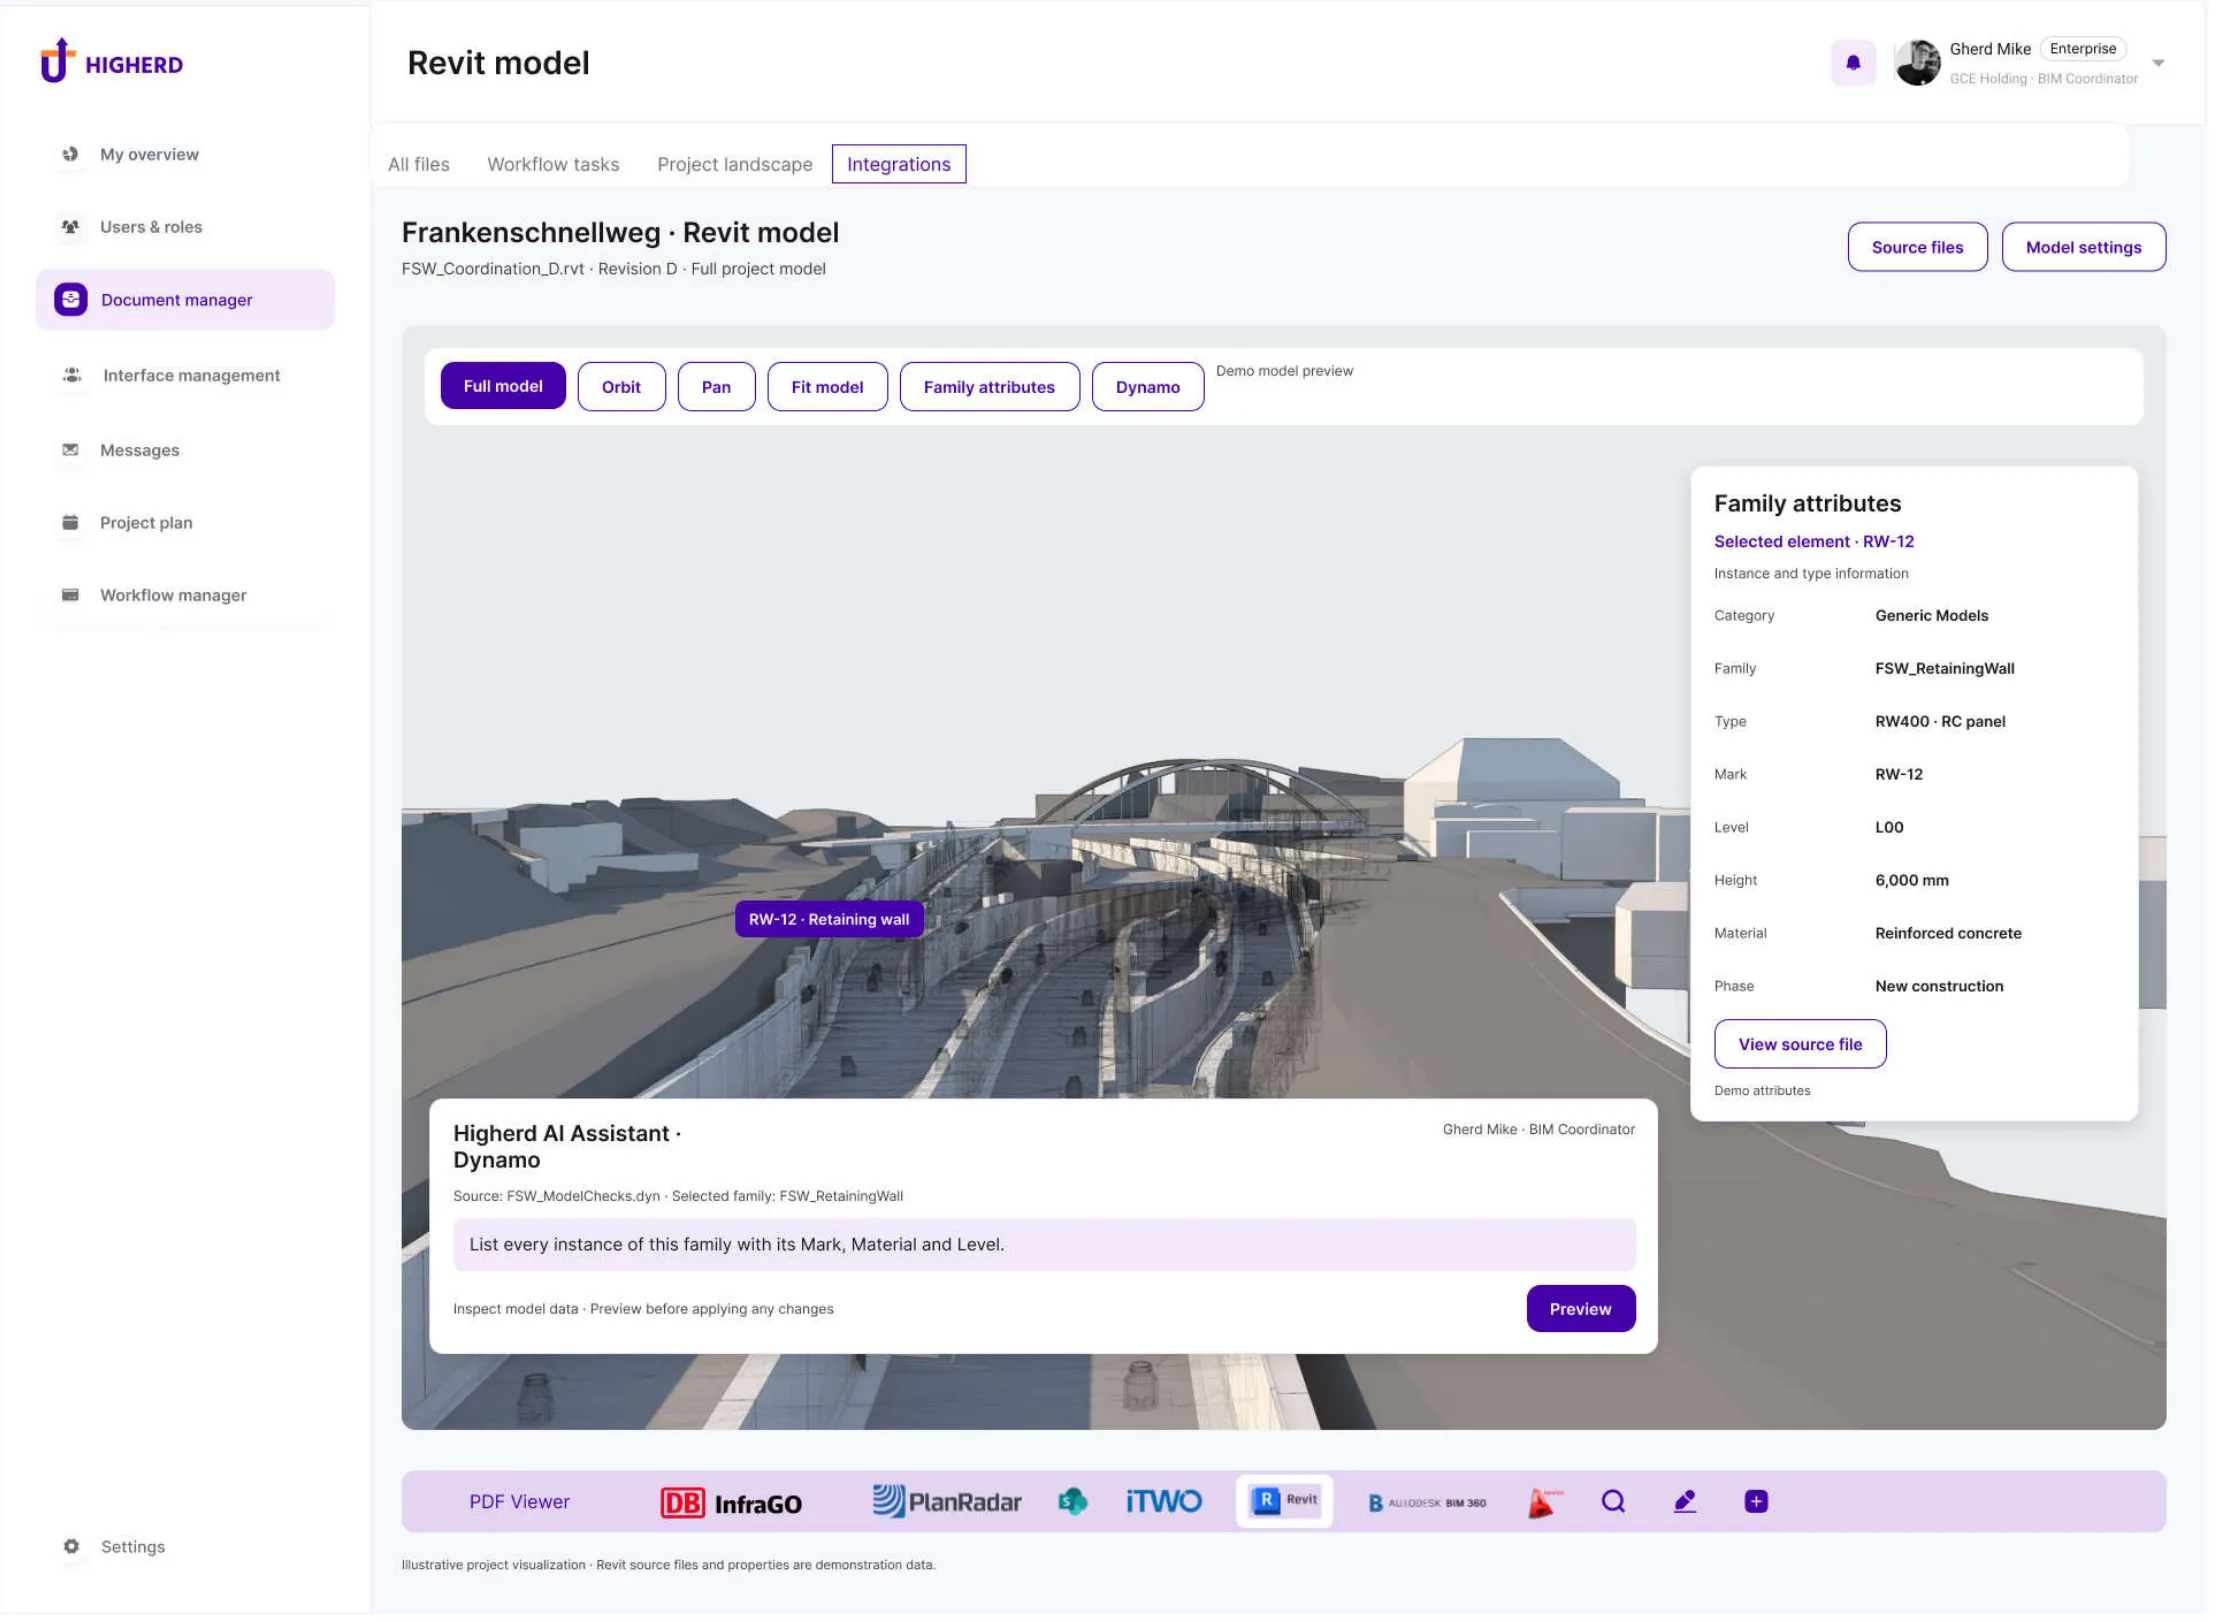 HIGHERD
Revit model
Gherd Mike Enterprise
GCE Holding · BIM Coordinator
My overview
Users & roles
Document manager
Interface management
Messages
Project plan
Workflow manager
Settings
All files Workflow tasks Project landscape Integrations
Frankenschnellweg · Revit model
FSW_Coordination_D.rvt · Revision D · Full project model
Source files Model settings
Full model Orbit Pan Fit model Family attributes Dynamo Demo model preview
Family attributes
Selected element · RW-12
Instance and type information
Category Generic Models
Family FSW_RetainingWall
Type RW400 · RC panel
Mark RW-12
Level L00
Height 6,000 mm
Material Reinforced concrete
Phase New construction
View source file
Demo attributes
RW-12 · Retaining wall
Higherd AI Assistant ·
Dynamo
Gherd Mike · BIM Coordinator
Source: FSW_ModelChecks.dyn · Selected family: FSW_RetainingWall
List every instance of this family with its Mark, Material and Level.
Inspect model data · Preview before applying any changes
Preview
PDF Viewer DB InfraGO PlanRadar S iTWO R Revit B AUTODESK BIM 360
Illustrative project visualization · Revit source files and properties are demonstration data.